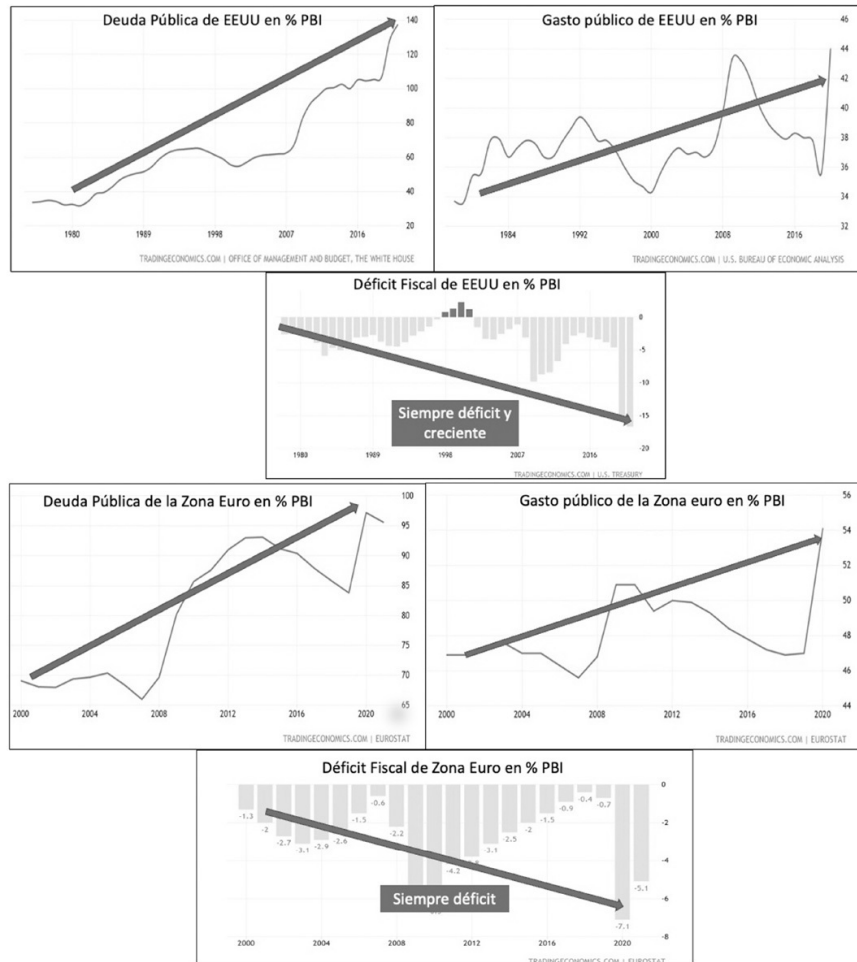 Deuda Pública de EEUU en % PBI
140
120
100
80
60
40
20
1980 1989 1998 2007 2016
TRADINGECONOMICS.COM | OFFICE OF MANAGEMENT AND BUDGET, THE WHITE HOUSE
Gasto público de EEUU en % PBI
46
44
42
40
38
36
34
32
1984 1992 2000 2008 2016
TRADINGECONOMICS.COM | U.S. BUREAU OF ECONOMIC ANALYSIS
Déficit Fiscal de EEUU en % PBI
0
-5
-10
-15
-20
Siempre déficit y
creciente
1980 1989 1998 2007 2016
TRADINGECONOMICS.COM | U.S. TREASURY
Deuda Pública de la Zona Euro en % PBI
100
95
90
85
80
75
70
65
2000 2004 2008 2012 2016 2020
TRADINGECONOMICS.COM | EUROSTAT
Gasto público de la Zona euro en % PBI
56
54
52
50
48
46
44
2000 2004 2008 2012 2016 2020
TRADINGECONOMICS.COM | EUROSTAT
Déficit Fiscal de Zona Euro en % PBI
0
-2
-4
-6
-8
-1.3 -2 -2.7 -3.1 -2.9 -2.6 -1.5 -0.6 -2.2 -4.2 -3.1 -2.5 -2 -1.5 -0.9 -0.4 -0.7 -7.1 -5.1
Siempre déficit
2000 2004 2008 2012 2016 2020
TRADINGECONOMICS.COM | EUROSTAT